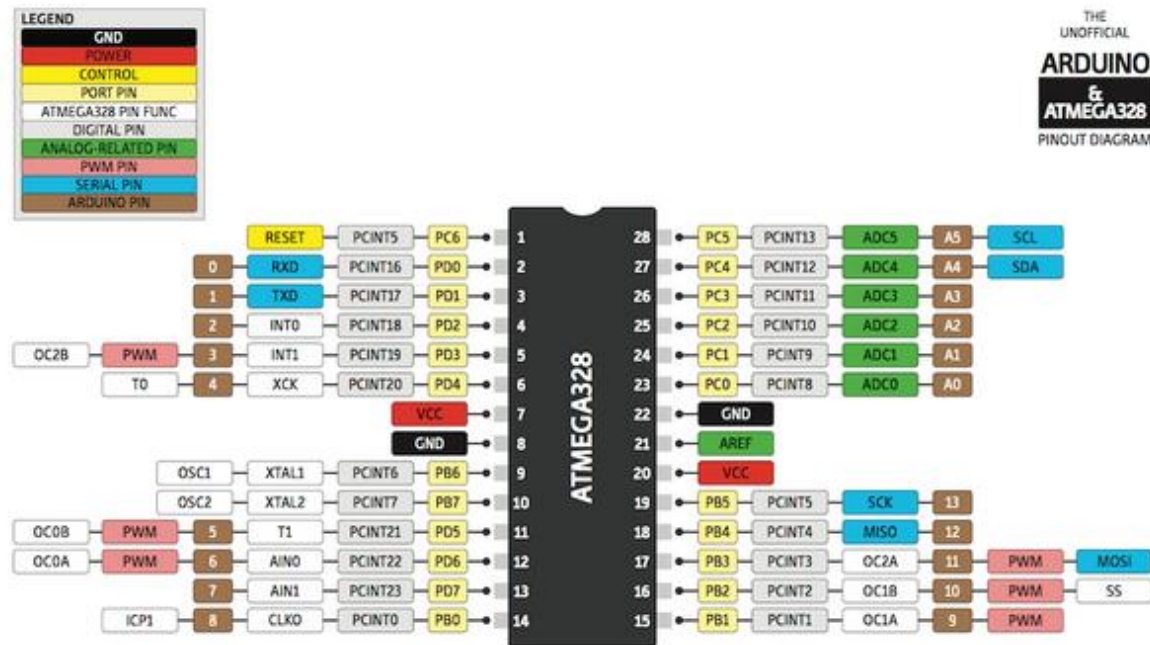 LEGEND
GND
POWER
CONTROL
PORT PIN
ATMEGA328 PIN FUNC
DIGITAL PIN
ANALOG-RELATED PIN
PWM PIN
SERIAL PIN
ARDUINO PIN
THE
UNOFFICIAL
ARDUINO
&
ATMEGA328
PINOUT DIAGRAM
RESET PCINT5 PC6 1 28 PC5 PCINT13 ADC5 A5 SCL
0 RXD PCINT16 PD0 2 27 PC4 PCINT12 ADC4 A4 SDA
1 TXD PCINT17 PD1 3 26 PC3 PCINT11 ADC3 A3
2 INT0 PCINT18 PD2 4 25 PC2 PCINT10 ADC2 A2
OC2B PWM 3 INT1 PCINT19 PD3 5 24 PC1 PCINT9 ADC1 A1
T0 4 XCK PCINT20 PD4 6 23 PC0 PCINT8 ADC0 A0
VCC 7 22 GND
GND 8 21 AREF
OSC1 XTAL1 PCINT6 PB6 9 20 VCC
OSC2 XTAL2 PCINT7 PB7 10 19 PB5 PCINT5 SCK 13
OC0B PWM 5 T1 PCINT21 PD5 11 18 PB4 PCINT4 MISO 12
OC0A PWM 6 AIN0 PCINT22 PD6 12 17 PB3 PCINT3 OC2A 11 PWM MOSI
7 AIN1 PCINT23 PD7 13 16 PB2 PCINT2 OC1B 10 PWM SS
ICP1 8 CLKO PCINT0 PB0 14 15 PB1 PCINT1 OC1A 9 PWM
ATMEGA328